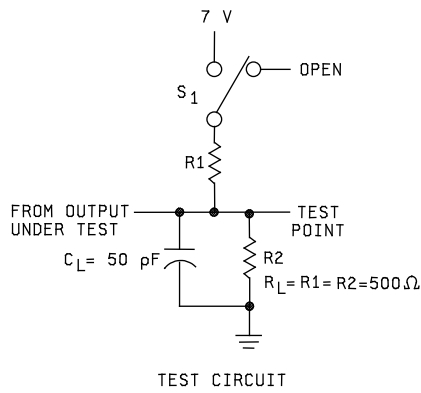 7 V
OPEN
S1
R1
FROM OUTPUT
UNDER TEST
TEST
POINT
CL= 50 pF
R2
RL=R1=R2=500Ω
TEST CIRCUIT